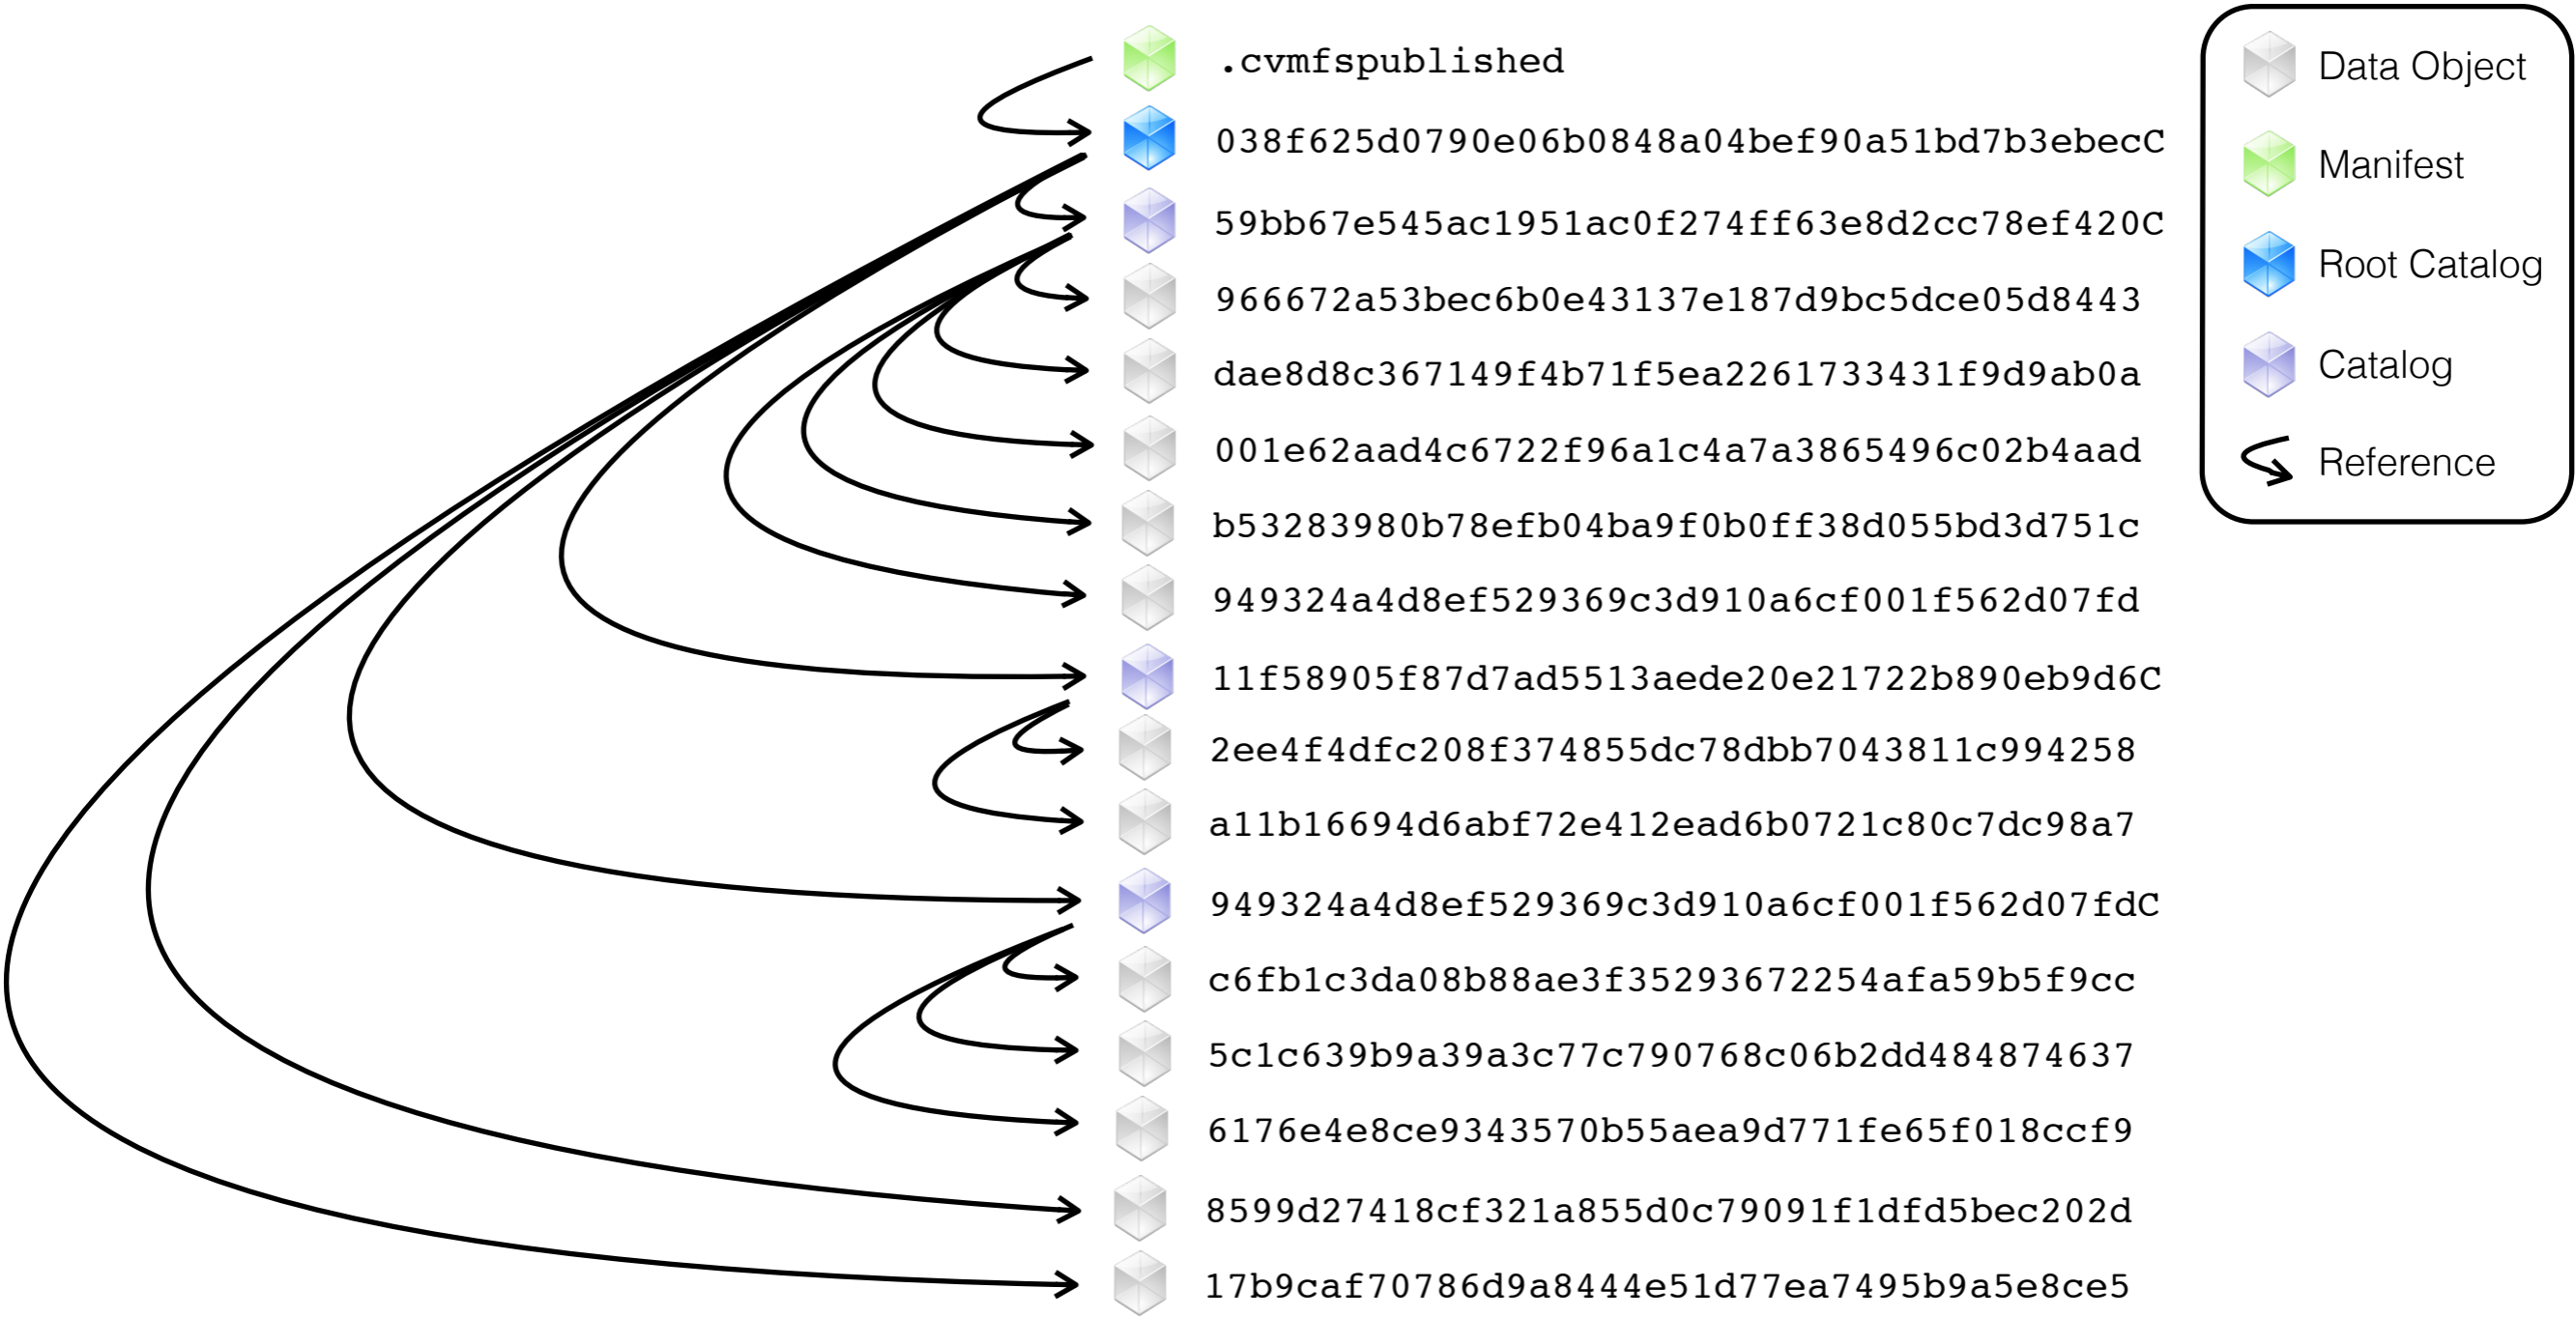 .cvmfspublished
038f625d0790e06b0848a04bef90a51bd7b3ebecC
59bb67e545ac1951ac0f274ff63e8d2cc78ef420C
966672a53bec6b0e43137e187d9bc5dce05d8443
dae8d8c367149f4b71f5ea2261733431f9d9ab0a
001e62aad4c6722f96a1c4a7a3865496c02b4aad
b53283980b78efb04ba9f0b0ff38d055bd3d751c
949324a4d8ef529369c3d910a6cf001f562d07fd
11f58905f87d7ad5513aede20e21722b890eb9d6C
2ee4f4dfc208f374855dc78dbb7043811c994258
a11b16694d6abf72e412ead6b0721c80c7dc98a7
949324a4d8ef529369c3d910a6cf001f562d07fdC
c6fb1c3da08b88ae3f35293672254afa59b5f9cc
5c1c639b9a39a3c77c790768c06b2dd484874637
6176e4e8ce9343570b55aea9d771fe65f018ccf9
8599d27418cf321a855d0c79091f1dfd5bec202d
17b9caf70786d9a8444e51d77ea7495b9a5e8ce5
Data Object
Manifest
Root Catalog
Catalog
Reference